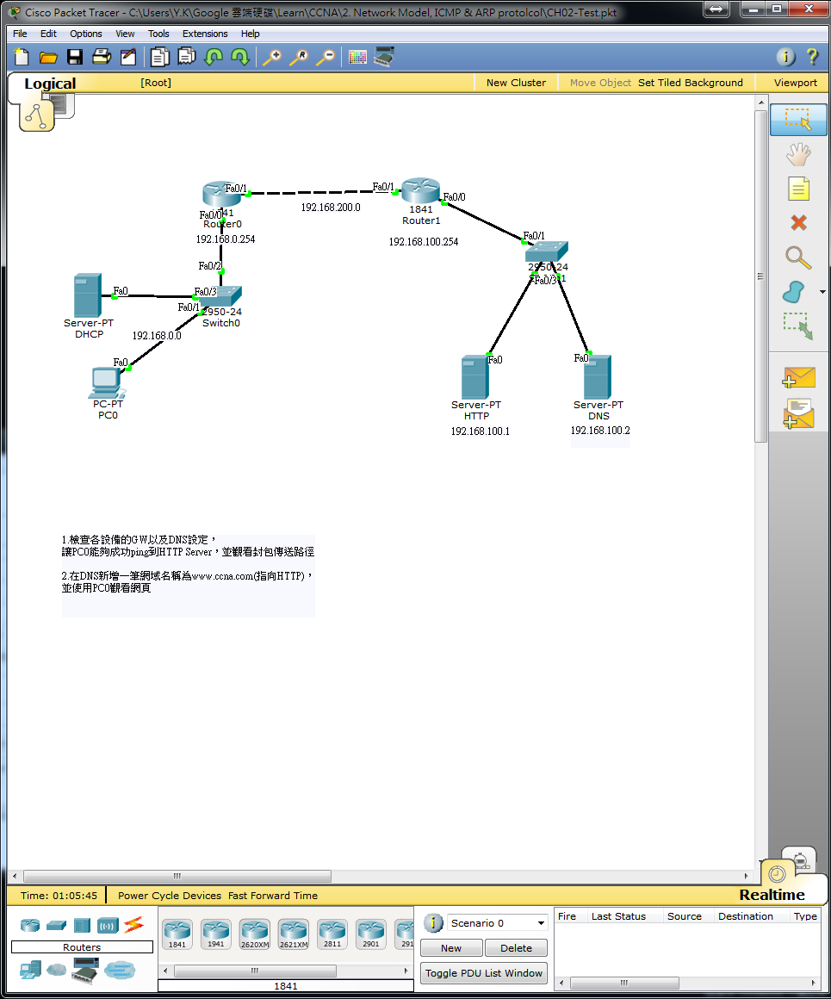 Cisco Packet Tracer - C:\Users\Y.K\Google 雲端硬碟\Learn\CCNA\2. Network Model, ICMP & ARP protolcol\CH02-Test.pkt
File Edit Options View Tools Extensions Help
Logical [Root] New Cluster Move Object Set Tiled Background Viewport
Fa0/1
Fa0/0
Router0
192.168.0.254
192.168.200.0
Fa0/1
Fa0/0
1841
Router1
192.168.100.254
Fa0/1
2950-24
Fa0/3
Fa0/2
Fa0/3
Fa0/1
2950-24
Switch0
Fa0
Server-PT
DHCP
192.168.0.0
Fa0
PC-PT
PC0
Fa0
Server-PT
HTTP
192.168.100.1
Fa0
Server-PT
DNS
192.168.100.2
1.檢查各設備的GW以及DNS設定，
讓PC0能夠成功ping到HTTP Server，並觀看封包傳送路徑
2.在DNS新增一筆網域名稱為www.ccna.com(指向HTTP)，
並使用PC0觀看網頁
Realtime
Time: 01:05:45 Power Cycle Devices Fast Forward Time
Routers
1841 1941 2620XM 2621XM 2811 2901 291
1841
Scenario 0
New Delete
Toggle PDU List Window
Fire Last Status Source Destination Type